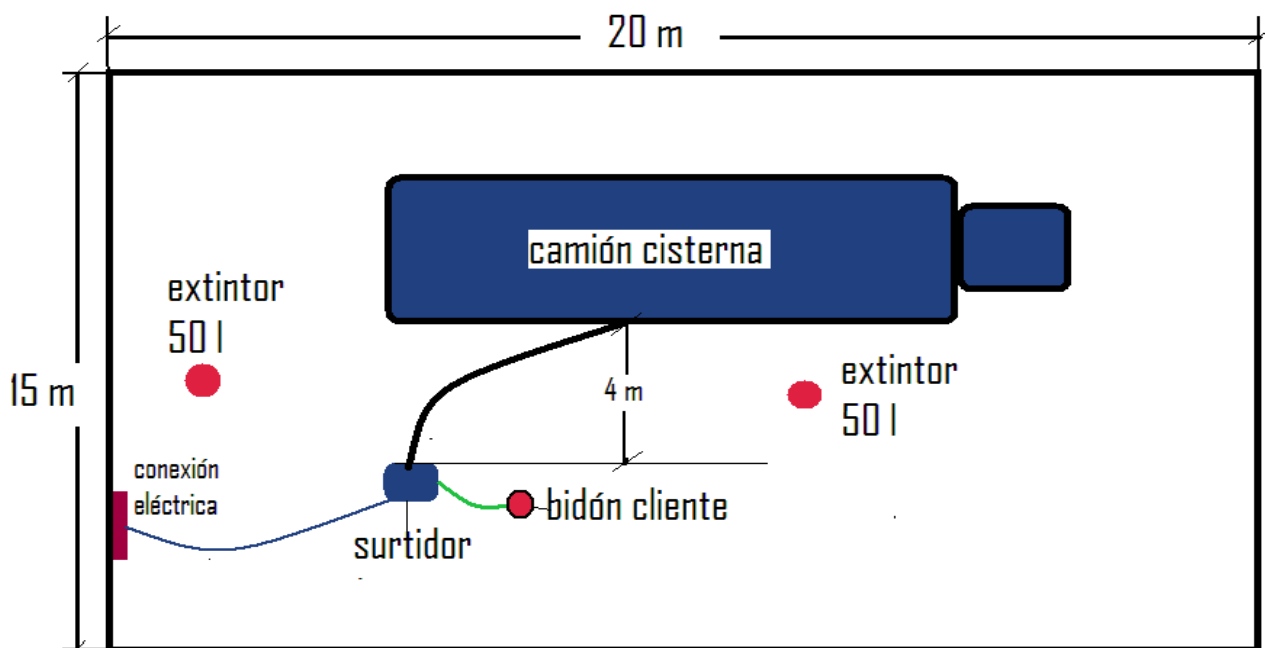 20 m
camión cisterna
extintor
50 l
15 m
4 m
extintor
50 l
conexión
eléctrica
bidón cliente
surtidor